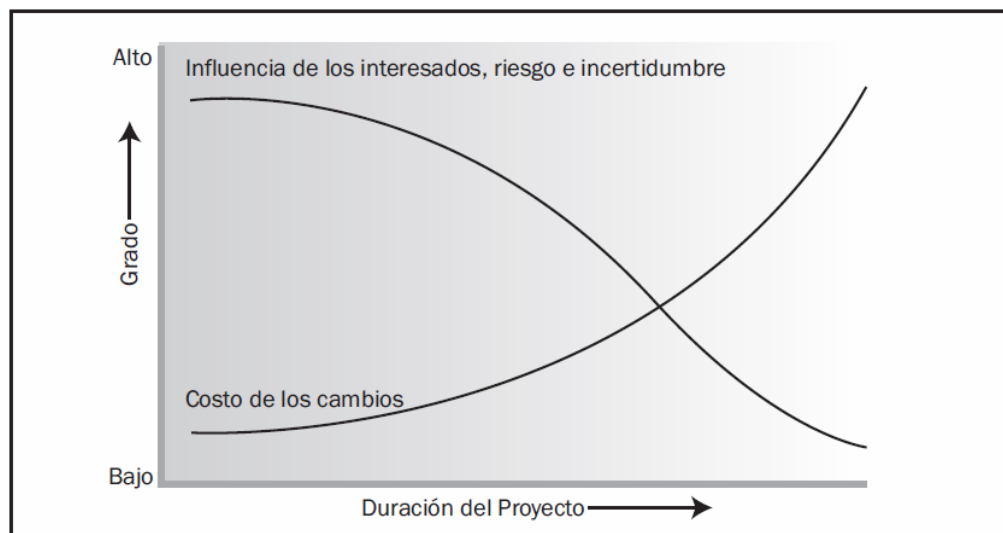 Alto
Influencia de los interesados, riesgo e incertidumbre
Grado
Costo de los cambios
Bajo
Duración del Proyecto